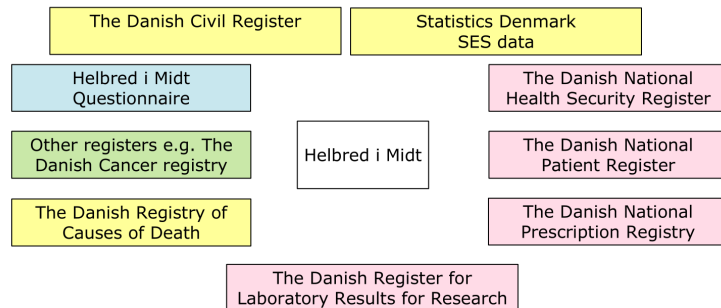 The Danish Civil Register
Statistics Denmark
SES data
Helbred i Midt
Questionnaire
The Danish National
Health Security Register
Other registers e.g. The
Danish Cancer registry
Helbred i Midt
The Danish National
Patient Register
The Danish Registry of
Causes of Death
The Danish National
Prescription Registry
The Danish Register for
Laboratory Results for Research